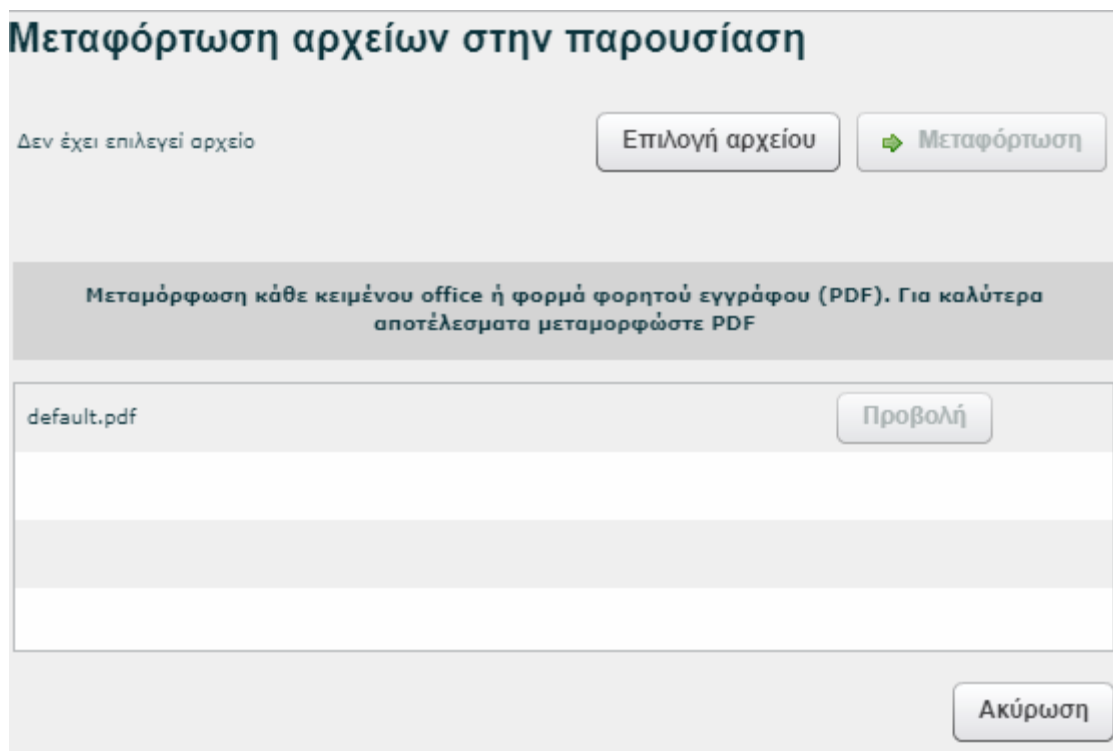 Μεταφόρτωση αρχείων στην παρουσίαση
Δεν έχει επιλεγεί αρχείο
Επιλογή αρχείου
Μεταφόρτωση
Μεταμόρφωση κάθε κειμένου office ή φορμά φορητού εγγράφου (PDF). Για καλύτερα
αποτέλεσματα μεταμορφώστε PDF
default.pdf
Προβολή
Ακύρωση